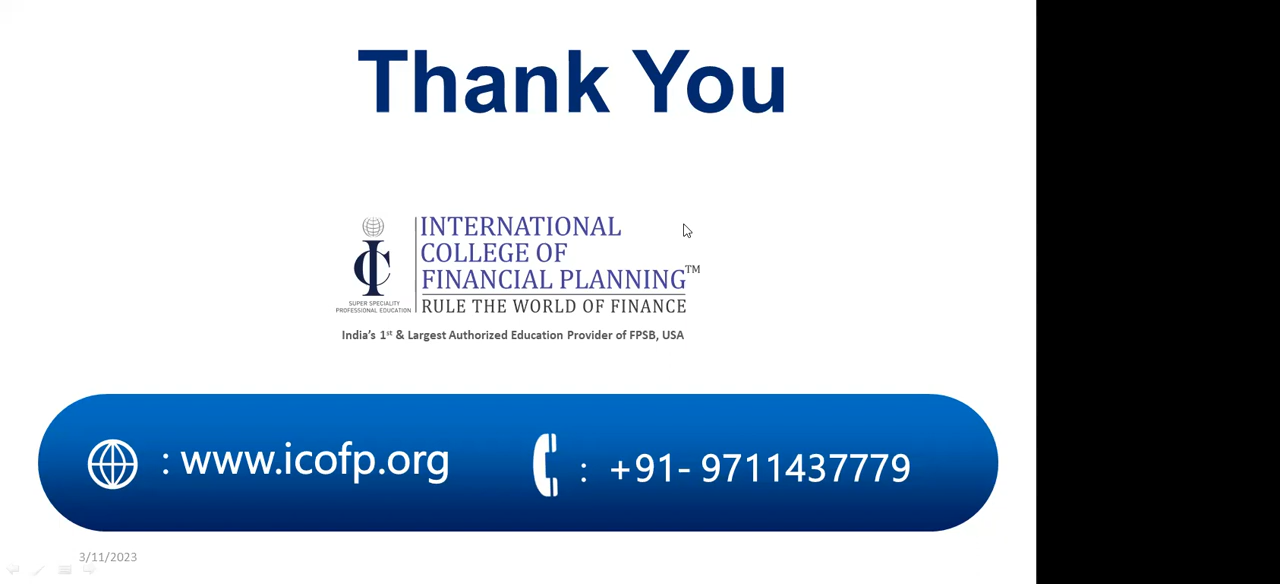 Thank You
INTERNATIONAL
COLLEGE OF
FINANCIAL PLANNING™
RULE THE WORLD OF FINANCE
SUPER SPECIALITY
PROFESSIONAL EDUCATION
India's 1st & Largest Authorized Education Provider of FPSB, USA
: www.icofp.org
: +91- 9711437779
3/11/2023